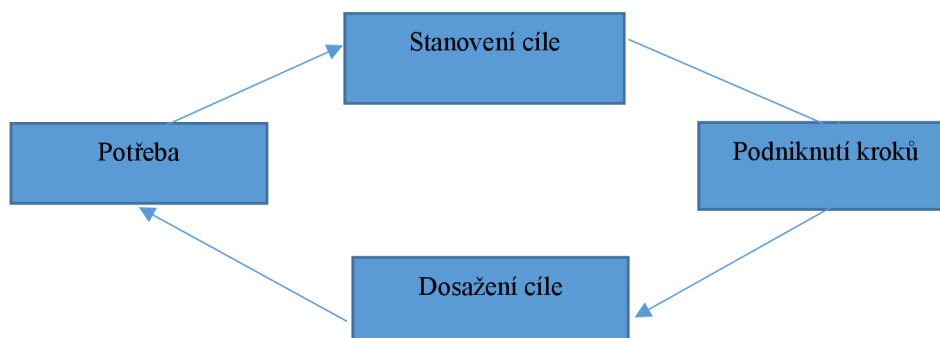 Stanovení cíle
Potřeba
Podniknutí kroků
Dosažení cíle